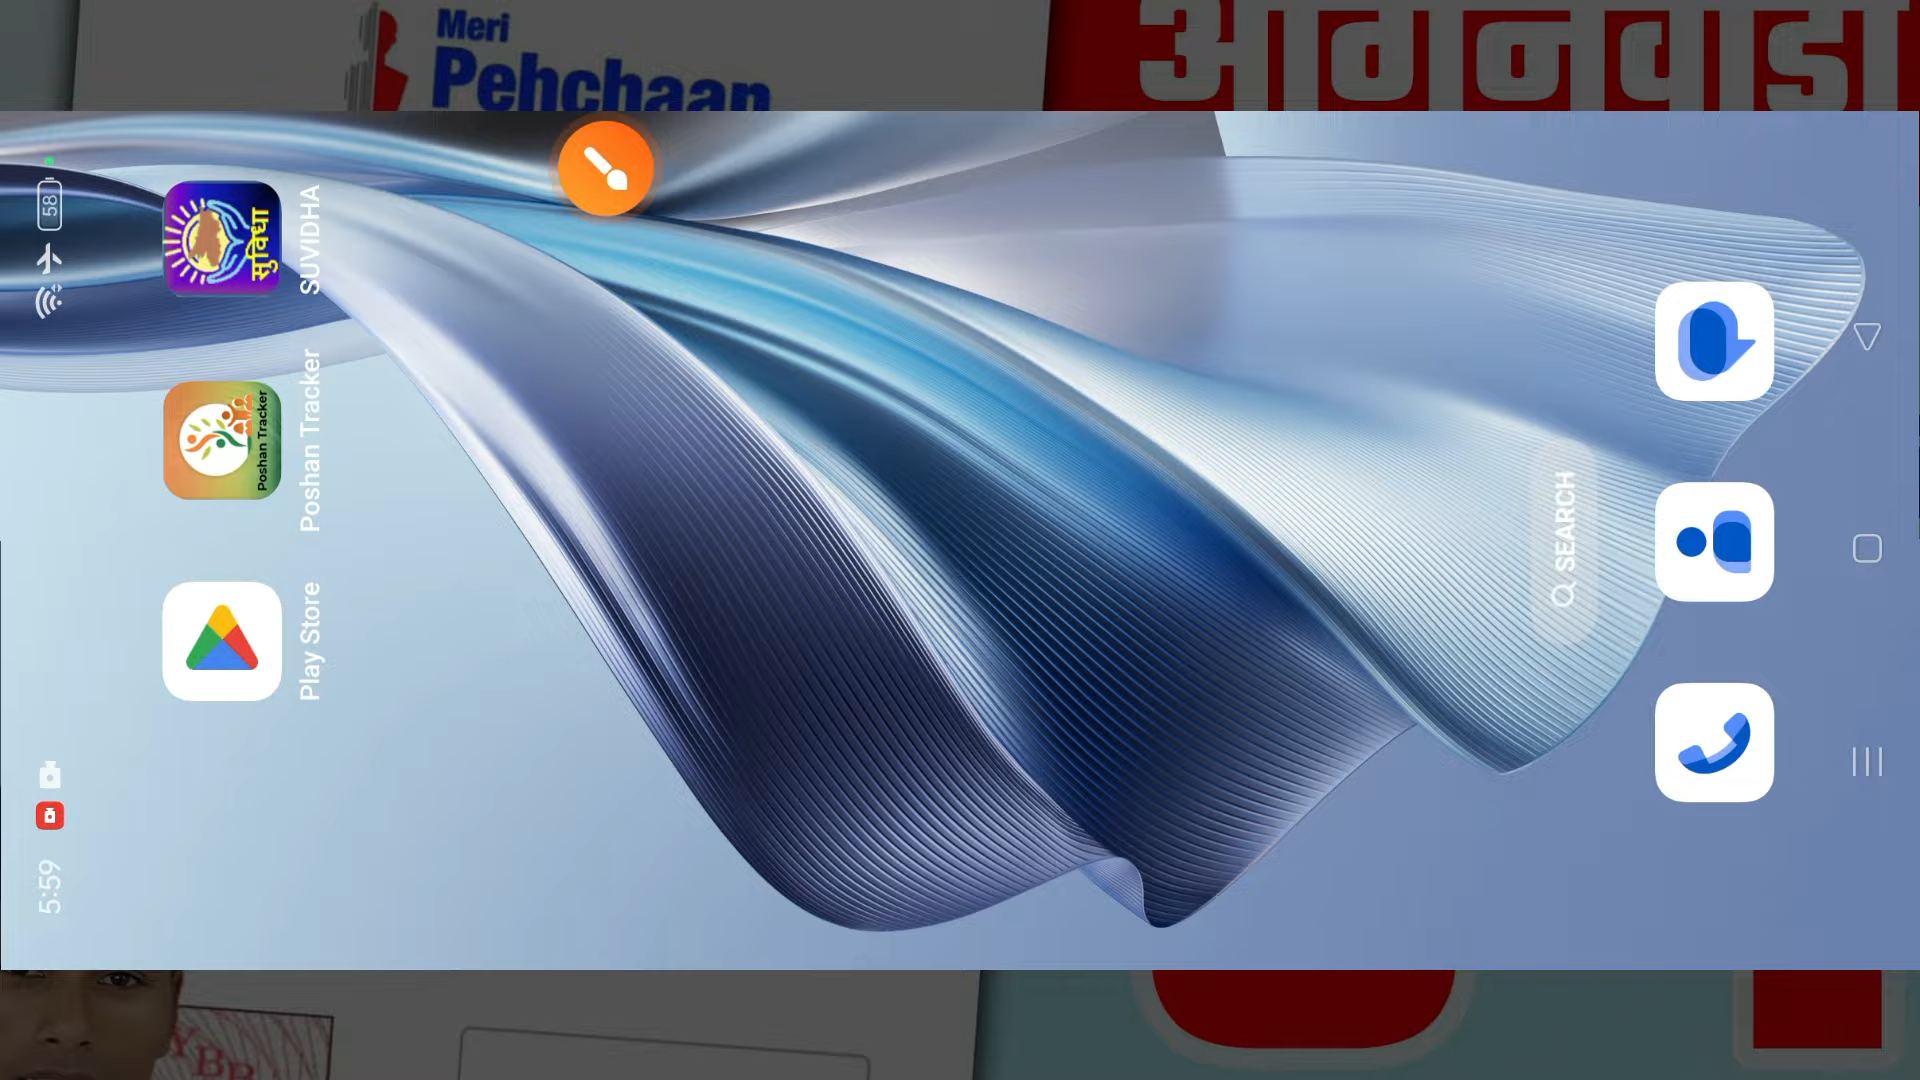 Meri
Pehchaan
58
5:59
सुविधा
SUVIDHA
Poshan Tracker
Poshan Tracker
Play Store
SEARCH